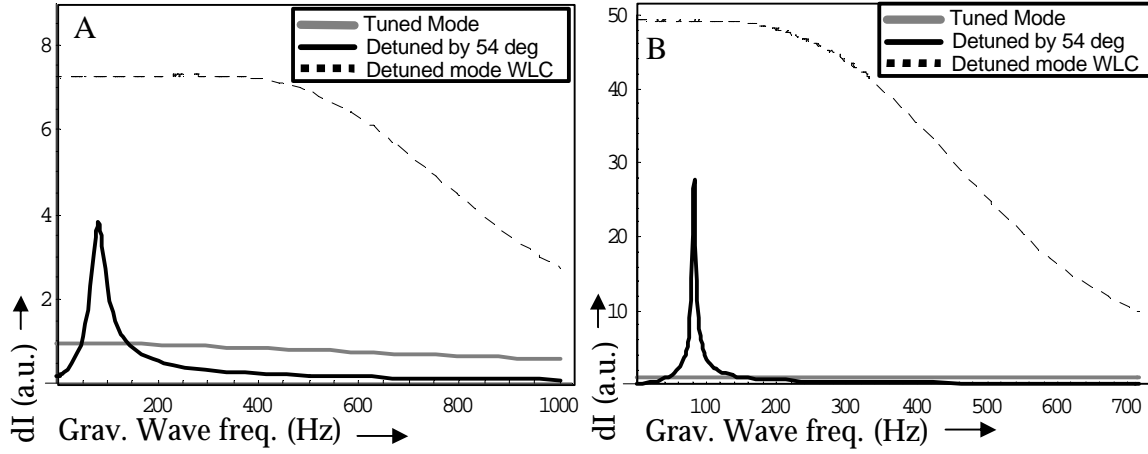 A
Tuned Mode
Detuned by 54 deg
Detuned mode WLC
8
6
4
2
200 400 600 800 1000
dI (a.u.)
Grav. Wave freq. (Hz)
B
Tuned Mode
Detuned by 54 deg
Detuned mode WLC
50
40
30
20
10
100 200 300 400 500 600 700
dI (a.u.)
Grav. Wave freq. (Hz)